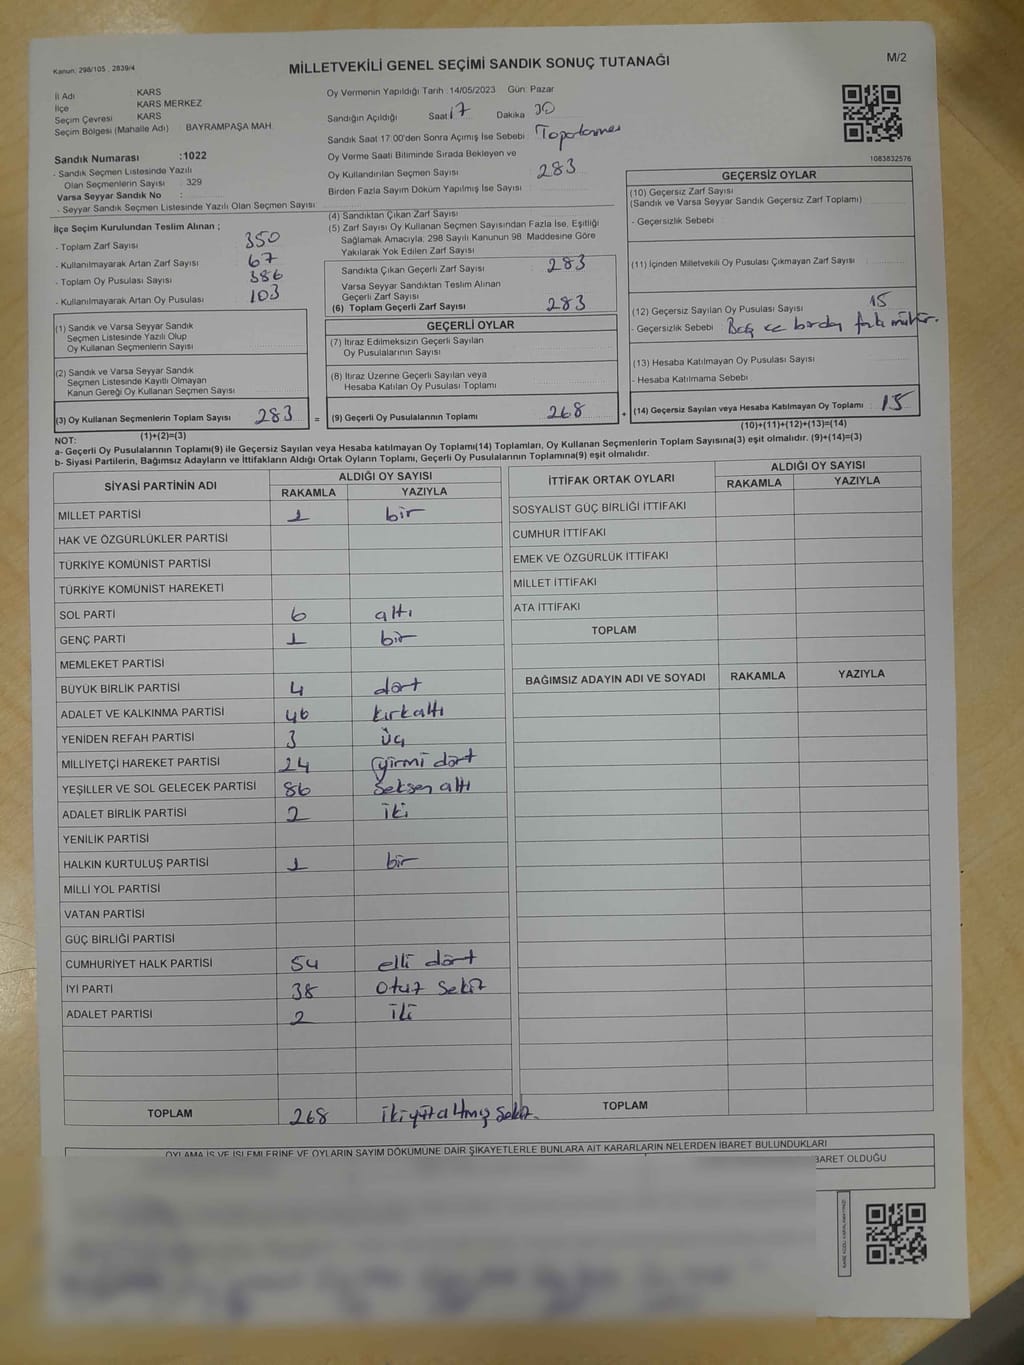 Kanun: 298/105, 2839/4
MİLLETVEKİLİ GENEL SEÇİMİ SANDIK SONUÇ TUTANAĞI
M/2
İl Adı KARS
İlçe KARS MERKEZ
Seçim Çevresi KARS
Seçim Bölgesi (Mahalle Adı) BAYRAMPAŞA MAH.
Sandık Numarası :1022
- Sandık Seçmen Listesinde Yazılı
Olan Seçmenlerin Sayısı : 329
Varsa Seyyar Sandık No :
- Seyyar Sandık Seçmen Listesinde Yazılı Olan Seçmen Sayısı:
Oy Vermenin Yapıldığı Tarih :14/05/2023 Gün: Pazar
Sandığın Açıldığı Saat 17 Dakika 30
Sandık Saat 17.00'den Sonra Açılmış İse Sebebi:
Oy Verme Saati Bitiminde Sırada Bekleyen ve
Oy Kullandırılan Seçmen Sayısı 283
Birden Fazla Sayım Döküm Yapılmış İse Sayısı
1083832576
İlçe Seçim Kurulundan Teslim Alınan ;
- Toplam Zarf Sayısı 350
- Kullanılmayarak Artan Zarf Sayısı 67
- Toplam Oy Pusulası Sayısı 386
- Kullanılmayarak Artan Oy Pusulası 103
(4) Sandıktan Çıkan Zarf Sayısı
(5) Zarf Sayısı Oy Kullanan Seçmen Sayısından Fazla İse, Eşitliği
Sağlamak Amacıyla; 298 Sayılı Kanunun 98. Maddesine Göre
Yakılarak Yok Edilen Zarf Sayısı
Sandıkta Çıkan Geçerli Zarf Sayısı 283
Varsa Seyyar Sandıktan Teslim Alınan
Geçerli Zarf Sayısı
(6) Toplam Geçerli Zarf Sayısı 283
GEÇERSİZ OYLAR
(10) Geçersiz Zarf Sayısı
(Sandık ve Varsa Seyyar Sandık Geçersiz Zarf Toplamı)
- Geçersizlik Sebebi
(11) İçinden Milletvekili Oy Pusulası Çıkmayan Zarf Sayısı
(12) Geçersiz Sayılan Oy Pusulası Sayısı 15
- Geçersizlik Sebebi Boş ve birden fazla mühür.
(13) Hesaba Katılmayan Oy Pusulası Sayısı
- Hesaba Katılmama Sebebi
(14) Geçersiz Sayılan veya Hesaba Katılmayan Oy Toplamı 15
(10)+(11)+(12)+(13)=(14)
(1) Sandık ve Varsa Seyyar Sandık
Seçmen Listesinde Yazılı Olup
Oy Kullanan Seçmenlerin Sayısı
(2) Sandık ve Varsa Seyyar Sandık
Seçmen Listesinde Kayıtlı Olmayan
Kanun Gereği Oy Kullanan Seçmen Sayısı
(3) Oy Kullanan Seçmenlerin Toplam Sayısı 283 =
(1)+(2)=(3)
GEÇERLİ OYLAR
(7) İtiraz Edilmeksizin Geçerli Sayılan
Oy Pusulalarının Sayısı
(8) İtiraz Üzerine Geçerli Sayılan veya
Hesaba Katılan Oy Pusulası Toplamı
(9) Geçerli Oy Pusulalarının Toplamı 268 +
NOT:
a- Geçerli Oy Pusulalarının Toplamı(9) ile Geçersiz Sayılan veya Hesaba katılmayan Oy Toplamı(14) Toplamları, Oy Kullanan Seçmenlerin Toplam Sayısına(3) eşit olmalıdır. (9)+(14)=(3)
b- Siyasi Partilerin, Bağımsız Adayların ve İttifakların Aldığı Ortak Oyların Toplamı, Geçerli Oy Pusulalarının Toplamına(9) eşit olmalıdır.
SİYASİ PARTİNİN ADI ALDIĞI OY SAYISI
RAKAMLA YAZIYLA
MİLLET PARTİSİ 1 bir
HAK VE ÖZGÜRLÜKLER PARTİSİ
TÜRKİYE KOMÜNİST PARTİSİ
TÜRKİYE KOMÜNİST HAREKETİ
SOL PARTİ 6 altı
GENÇ PARTİ 1 bir
MEMLEKET PARTİSİ
BÜYÜK BİRLİK PARTİSİ 4 dört
ADALET VE KALKINMA PARTİSİ 46 kırkaltı
YENİDEN REFAH PARTİSİ 3 üç
MİLLİYETÇİ HAREKET PARTİSİ 24 yirmi dört
YEŞİLLER VE SOL GELECEK PARTİSİ 86 seksen altı
ADALET BİRLİK PARTİSİ 2 iki
YENİLİK PARTİSİ
HALKIN KURTULUŞ PARTİSİ 1 bir
MİLLİ YOL PARTİSİ
VATAN PARTİSİ
GÜÇ BİRLİĞİ PARTİSİ
CUMHURİYET HALK PARTİSİ 54 elli dört
İYİ PARTİ 38 otuz sekiz
ADALET PARTİSİ 2 iki
TOPLAM 268 ikiyüzaltmış sekiz.
İTTİFAK ORTAK OYLARI ALDIĞI OY SAYISI
RAKAMLA YAZIYLA
SOSYALİST GÜÇ BİRLİĞİ İTTİFAKI
CUMHUR İTTİFAKI
EMEK VE ÖZGÜRLÜK İTTİFAKI
MİLLET İTTİFAKI
ATA İTTİFAKI
TOPLAM
BAĞIMSIZ ADAYIN ADI VE SOYADI RAKAMLA YAZIYLA
TOPLAM
OYLAMA İŞ VE İŞLEMLERİNE VE OYLARIN SAYIM DÖKÜMÜNE DAİR ŞİKAYETLERLE BUNLARA AİT KARARLARIN NELERDEN İBARET BULUNDUKLARI
BARET OLDUĞU